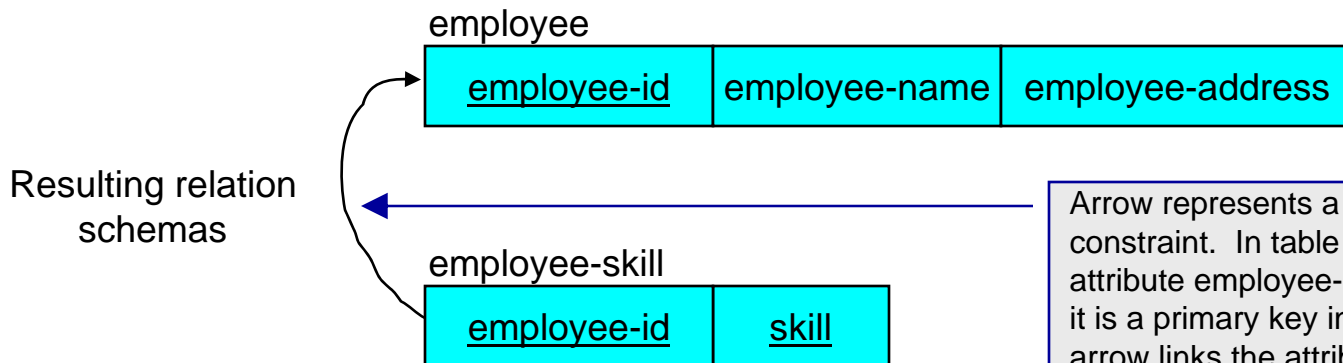 employee
employee-id employee-name employee-address
Resulting relation
schemas
Arrow represents a
constraint. In table
attribute employee-
it is a primary key in
arrow links the attrib
employee-skill
employee-id skill